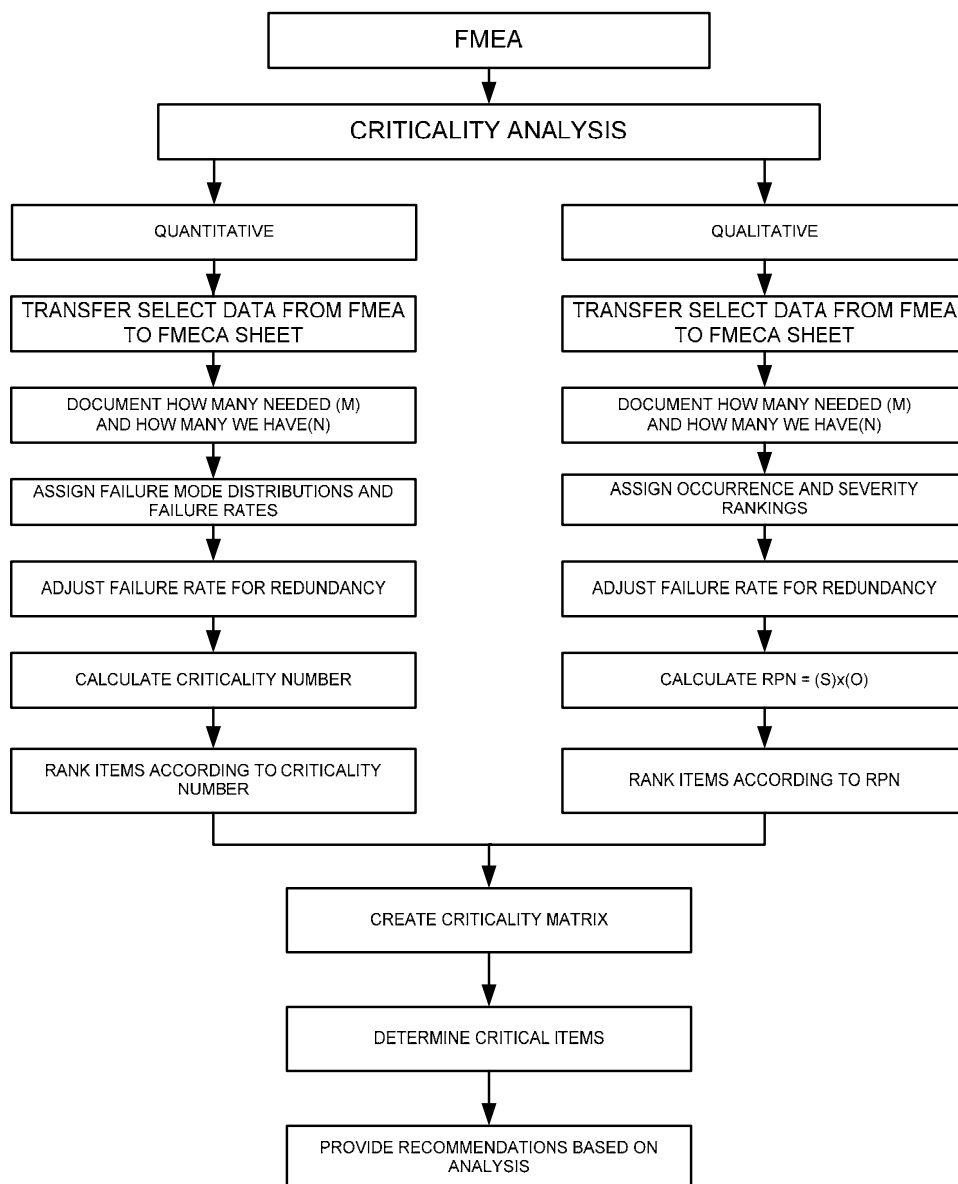 FMEA
CRITICALITY ANALYSIS
QUANTITATIVE
QUALITATIVE
TRANSFER SELECT DATA FROM FMEA
TO FMECA SHEET
TRANSFER SELECT DATA FROM FMEA
TO FMECA SHEET
DOCUMENT HOW MANY NEEDED (M)
AND HOW MANY WE HAVE(N)
DOCUMENT HOW MANY NEEDED (M)
AND HOW MANY WE HAVE(N)
ASSIGN FAILURE MODE DISTRIBUTIONS AND
FAILURE RATES
ASSIGN OCCURRENCE AND SEVERITY
RANKINGS
ADJUST FAILURE RATE FOR REDUNDANCY
ADJUST FAILURE RATE FOR REDUNDANCY
CALCULATE CRITICALITY NUMBER
CALCULATE RPN = (S)x(O)
RANK ITEMS ACCORDING TO CRITICALITY
NUMBER
RANK ITEMS ACCORDING TO RPN
CREATE CRITICALITY MATRIX
DETERMINE CRITICAL ITEMS
PROVIDE RECOMMENDATIONS BASED ON
ANALYSIS